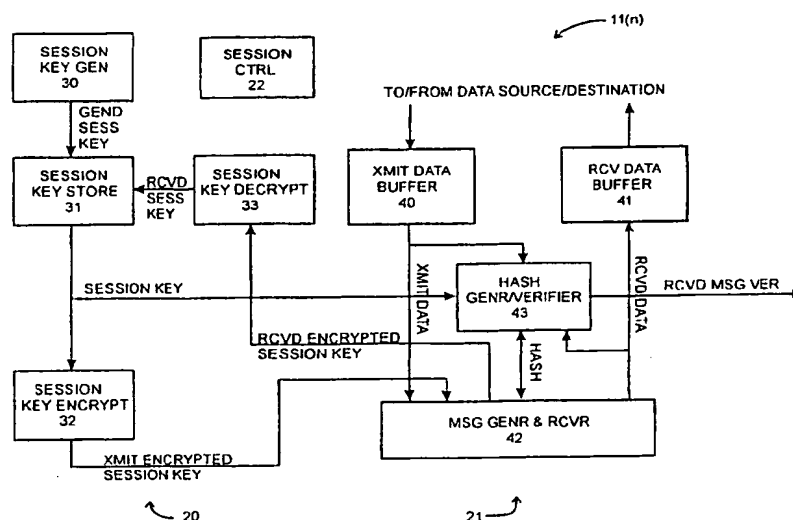 11(n)
SESSION
KEY GEN
30
SESSION
CTRL
22
TO/FROM DATA SOURCE/DESTINATION
GEND
SESS
KEY
SESSION
KEY STORE
31
RCVD
SESS
KEY
SESSION
KEY DECRYPT
33
XMIT DATA
BUFFER
40
RCV DATA
BUFFER
41
SESSION KEY
XMIT DATA
HASH
GENR/VERIFIER
43
RCVD DATA
RCVD MSG VER
RCVD ENCRYPTED
SESSION KEY
HASH
SESSION
KEY ENCRYPT
32
MSG GENR & RCVR
42
XMIT ENCRYPTED
SESSION KEY
20
21